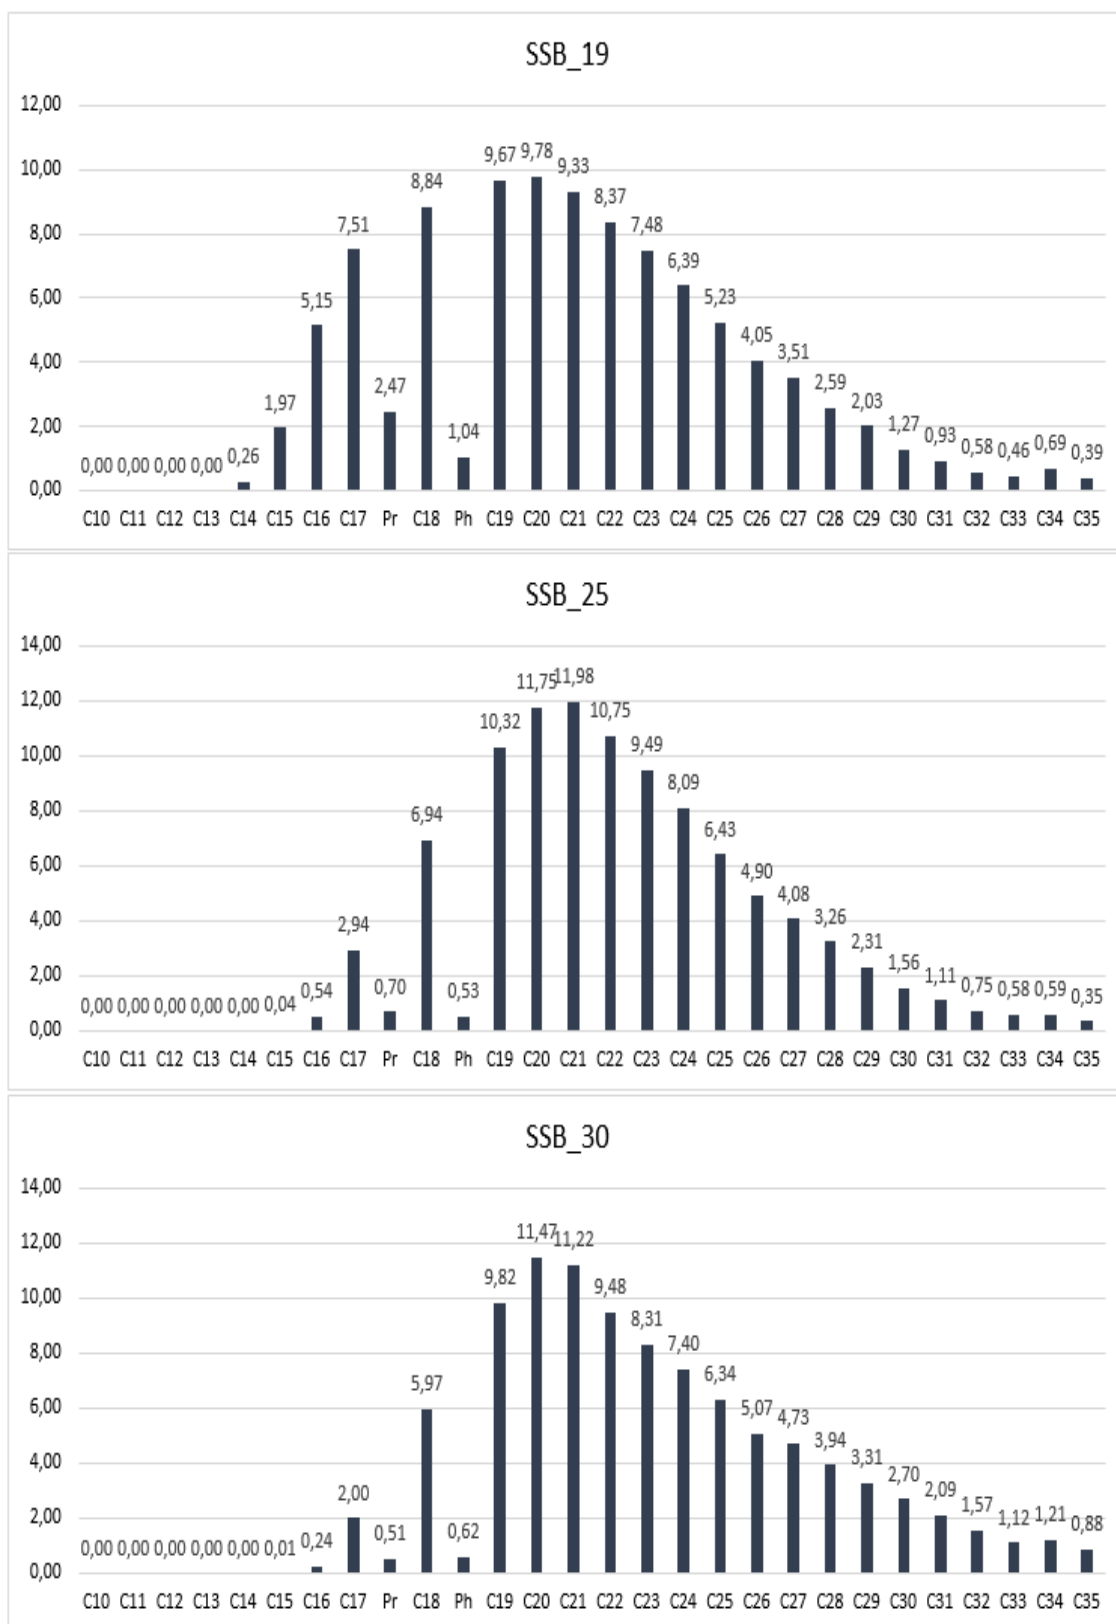 SSB_19
12,00
10,00
8,00
6,00
4,00
2,00
0,00
0,00 0,00 0,00 0,00 0,26 1,97 5,15 7,51 2,47 8,84 1,04 9,67 9,78 9,33 8,37 7,48 6,39 5,23 4,05 3,51 2,59 2,03 1,27 0,93 0,58 0,46 0,69 0,39
C10 C11 C12 C13 C14 C15 C16 C17 Pr C18 Ph C19 C20 C21 C22 C23 C24 C25 C26 C27 C28 C29 C30 C31 C32 C33 C34 C35
SSB_25
14,00
12,00
10,00
8,00
6,00
4,00
2,00
0,00
0,00 0,00 0,00 0,00 0,00 0,04 0,54 2,94 0,70 6,94 0,53 10,32 11,75 11,98 10,75 9,49 8,09 6,43 4,90 4,08 3,26 2,31 1,56 1,11 0,75 0,58 0,59 0,35
C10 C11 C12 C13 C14 C15 C16 C17 Pr C18 Ph C19 C20 C21 C22 C23 C24 C25 C26 C27 C28 C29 C30 C31 C32 C33 C34 C35
SSB_30
14,00
12,00
10,00
8,00
6,00
4,00
2,00
0,00
0,00 0,00 0,00 0,00 0,00 0,01 0,24 2,00 0,51 5,97 0,62 9,82 11,47 11,22 9,48 8,31 7,40 6,34 5,07 4,73 3,94 3,31 2,70 2,09 1,57 1,12 1,21 0,88
C10 C11 C12 C13 C14 C15 C16 C17 Pr C18 Ph C19 C20 C21 C22 C23 C24 C25 C26 C27 C28 C29 C30 C31 C32 C33 C34 C35